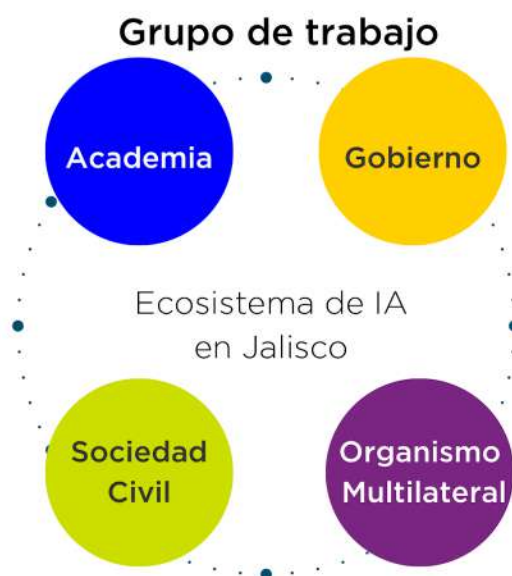 Grupo de trabajo
Academia
Gobierno
Ecosistema de IA
en Jalisco
Sociedad
Civil
Organismo
Multilateral